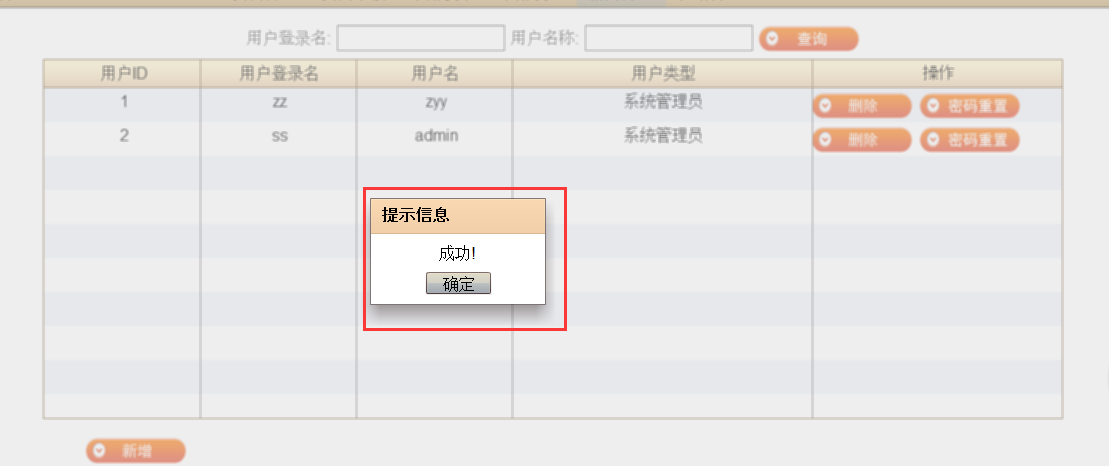 用户登录名: 用户名称: 查询
用户ID 用户登录名 用户名 用户类型 操作
1 zz zyy 系统管理员 删除 密码重置
2 ss admin 系统管理员 删除 密码重置
提示信息
成功!
确定
新增